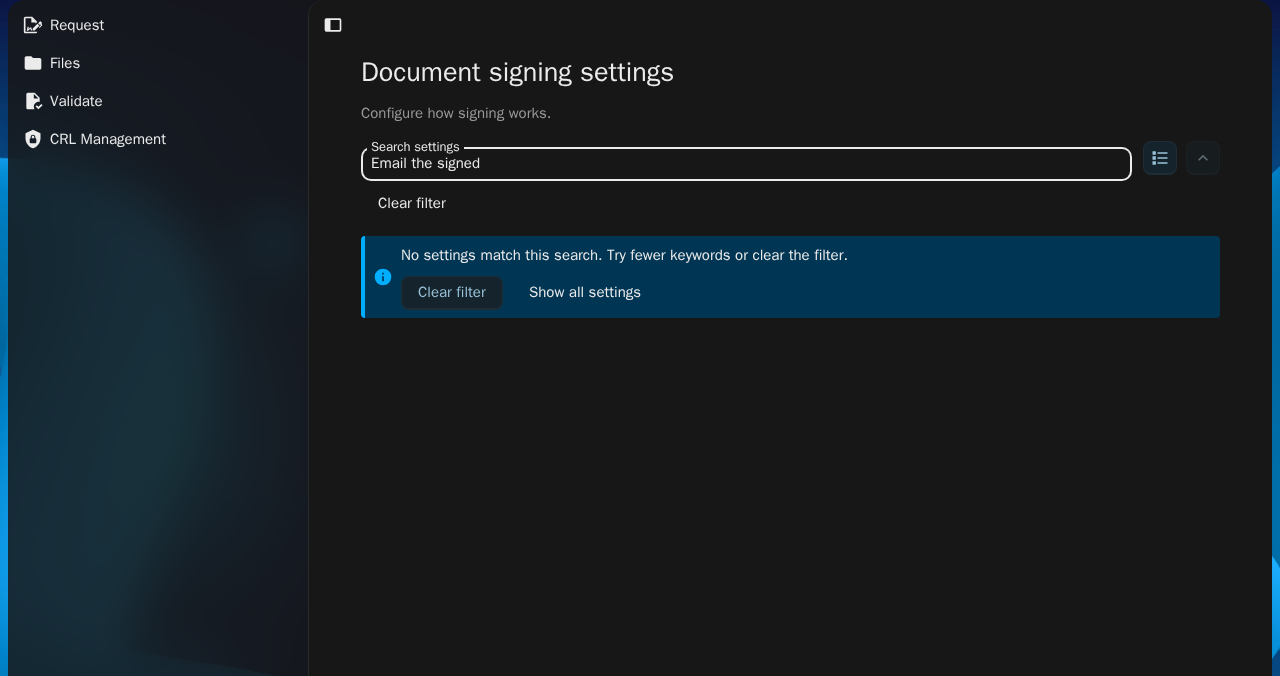 Request
Files
Validate
CRL Management
Document signing settings
Configure how signing works.
Search settings
Email the signed
Clear filter
No settings match this search. Try fewer keywords or clear the filter.
Clear filter
Show all settings